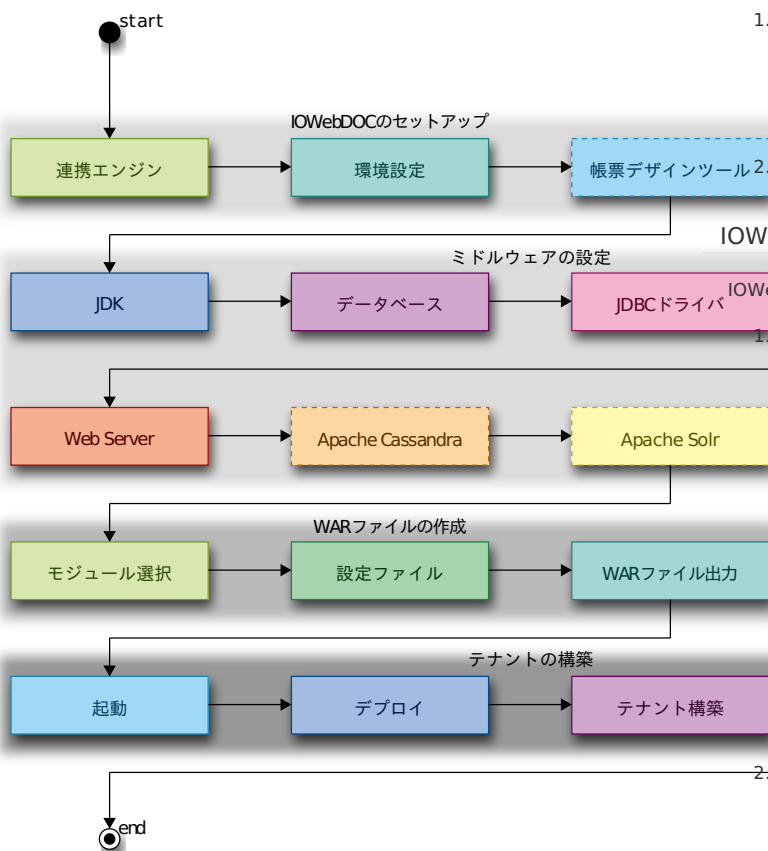 start
1.
IOWebDOCのセットアップ
連携エンジン
環境設定
帳票デザインツール
2.
IOW
ミドルウェアの設定
JDK
データベース
JDBCドライバ
IOWe
1.
Web Server
Apache Cassandra
Apache Solr
WARファイルの作成
モジュール選択
設定ファイル
WARファイル出力
テナントの構築
起動
デプロイ
テナント構築
2.
end